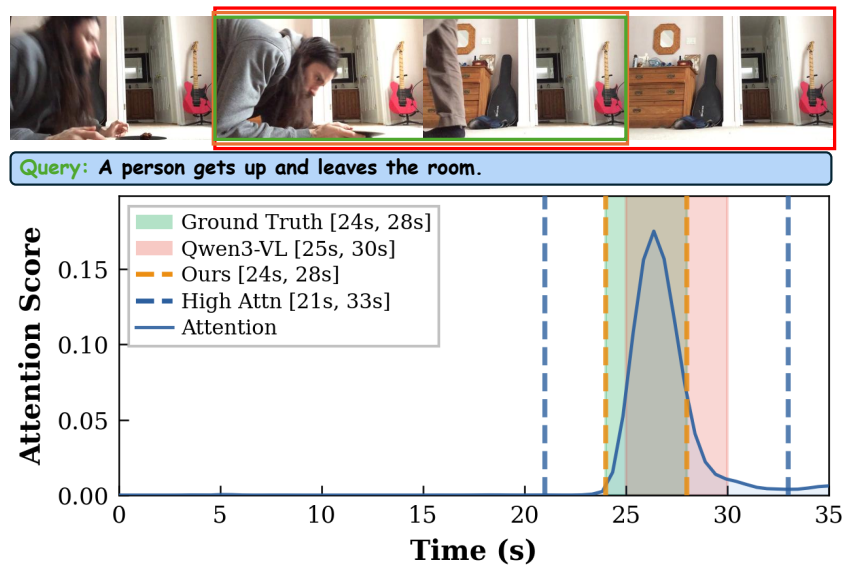 Query: A person gets up and leaves the room.
Ground Truth [24s, 28s]
Qwen3-VL [25s, 30s]
Ours [24s, 28s]
High Attn [21s, 33s]
Attention
Attention Score
0.15
0.10
0.05
0.00
0 5 10 15 20 25 30 35
Time (s)